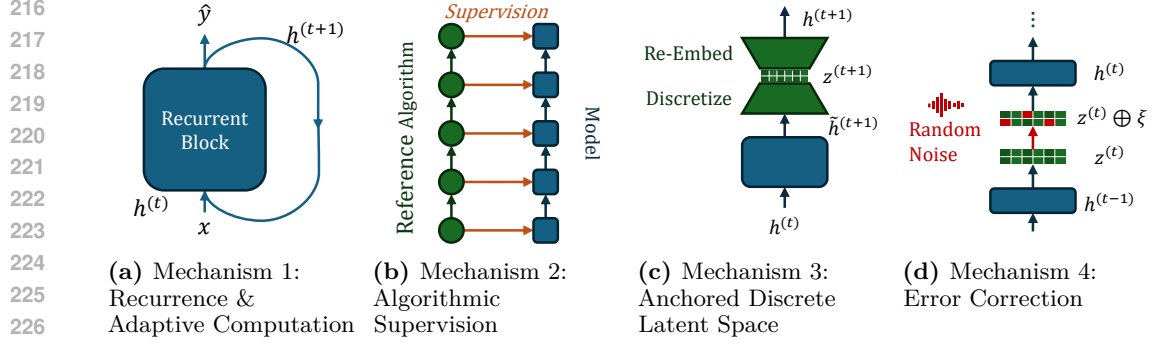 216
217
218
219
220
221
222
223
224
225
226
ŷ
h^(t+1)
Recurrent
Block
h^(t)
x
(a) Mechanism 1:
Recurrence &
Adaptive Computation
Supervision
Reference Algorithm
Model
(b) Mechanism 2:
Algorithmic
Supervision
h^(t+1)
Re-Embed
z^(t+1)
Discretize
h̃^(t+1)
h^(t)
(c) Mechanism 3:
Anchored Discrete
Latent Space
⋮
h^(t)
z^(t) ⊕ ξ
Random
Noise
z^(t)
h^(t−1)
(d) Mechanism 4:
Error Correction